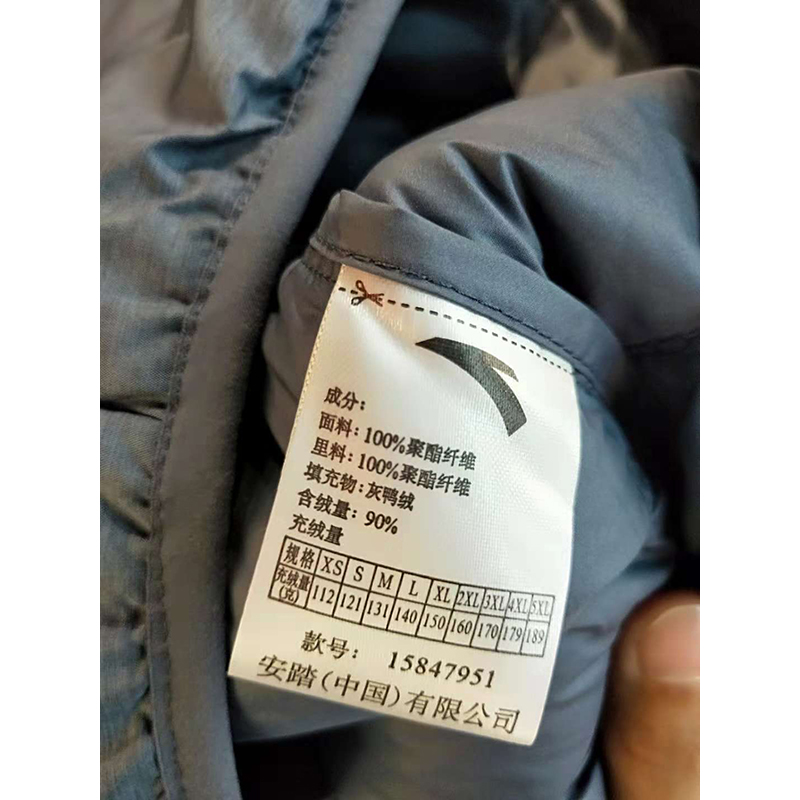 成分:
面料: 100%聚酯纤维
里料: 100%聚酯纤维
填充物: 灰鸭绒
含绒量: 90%
充绒量
规格 XS S M L XL 2XL 3XL 4XL 5XL
充绒量(克) 112 121 131 140 150 160 170 179 189
款号: 15847951
安踏(中国)有限公司